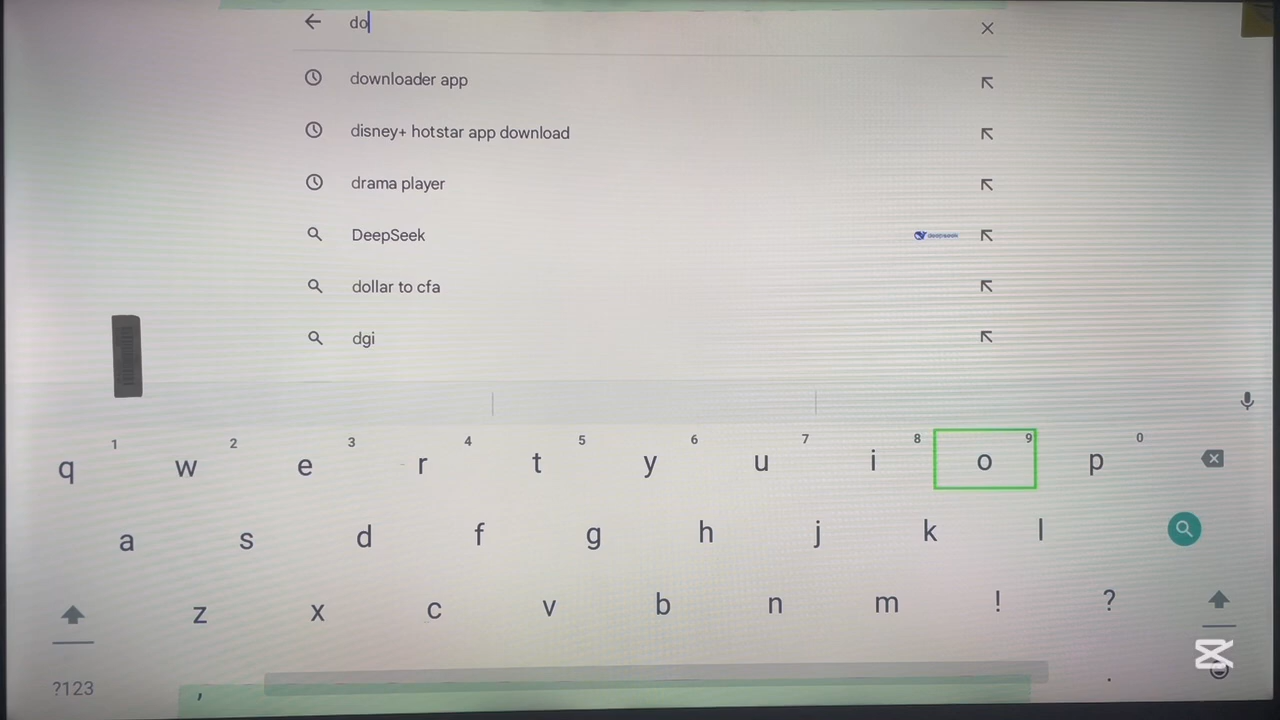 do
downloader app
disney+ hotstar app download
drama player
DeepSeek
deepseek
dollar to cfa
dgi
1 2 3 4 5 6 7 8 9 0
q w e r t y u i o p
a s d f g h j k l
z x c v b n m ! ?
?123 , .